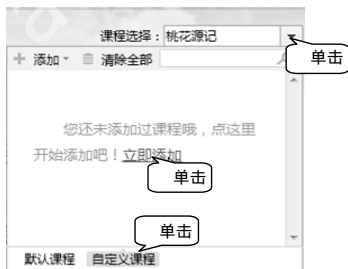 课程选择：桃花源记
添加 清除全部
单击
您还未添加过课程哦，点这里
开始添加吧！立即添加
单击
单击
默认课程 自定义课程